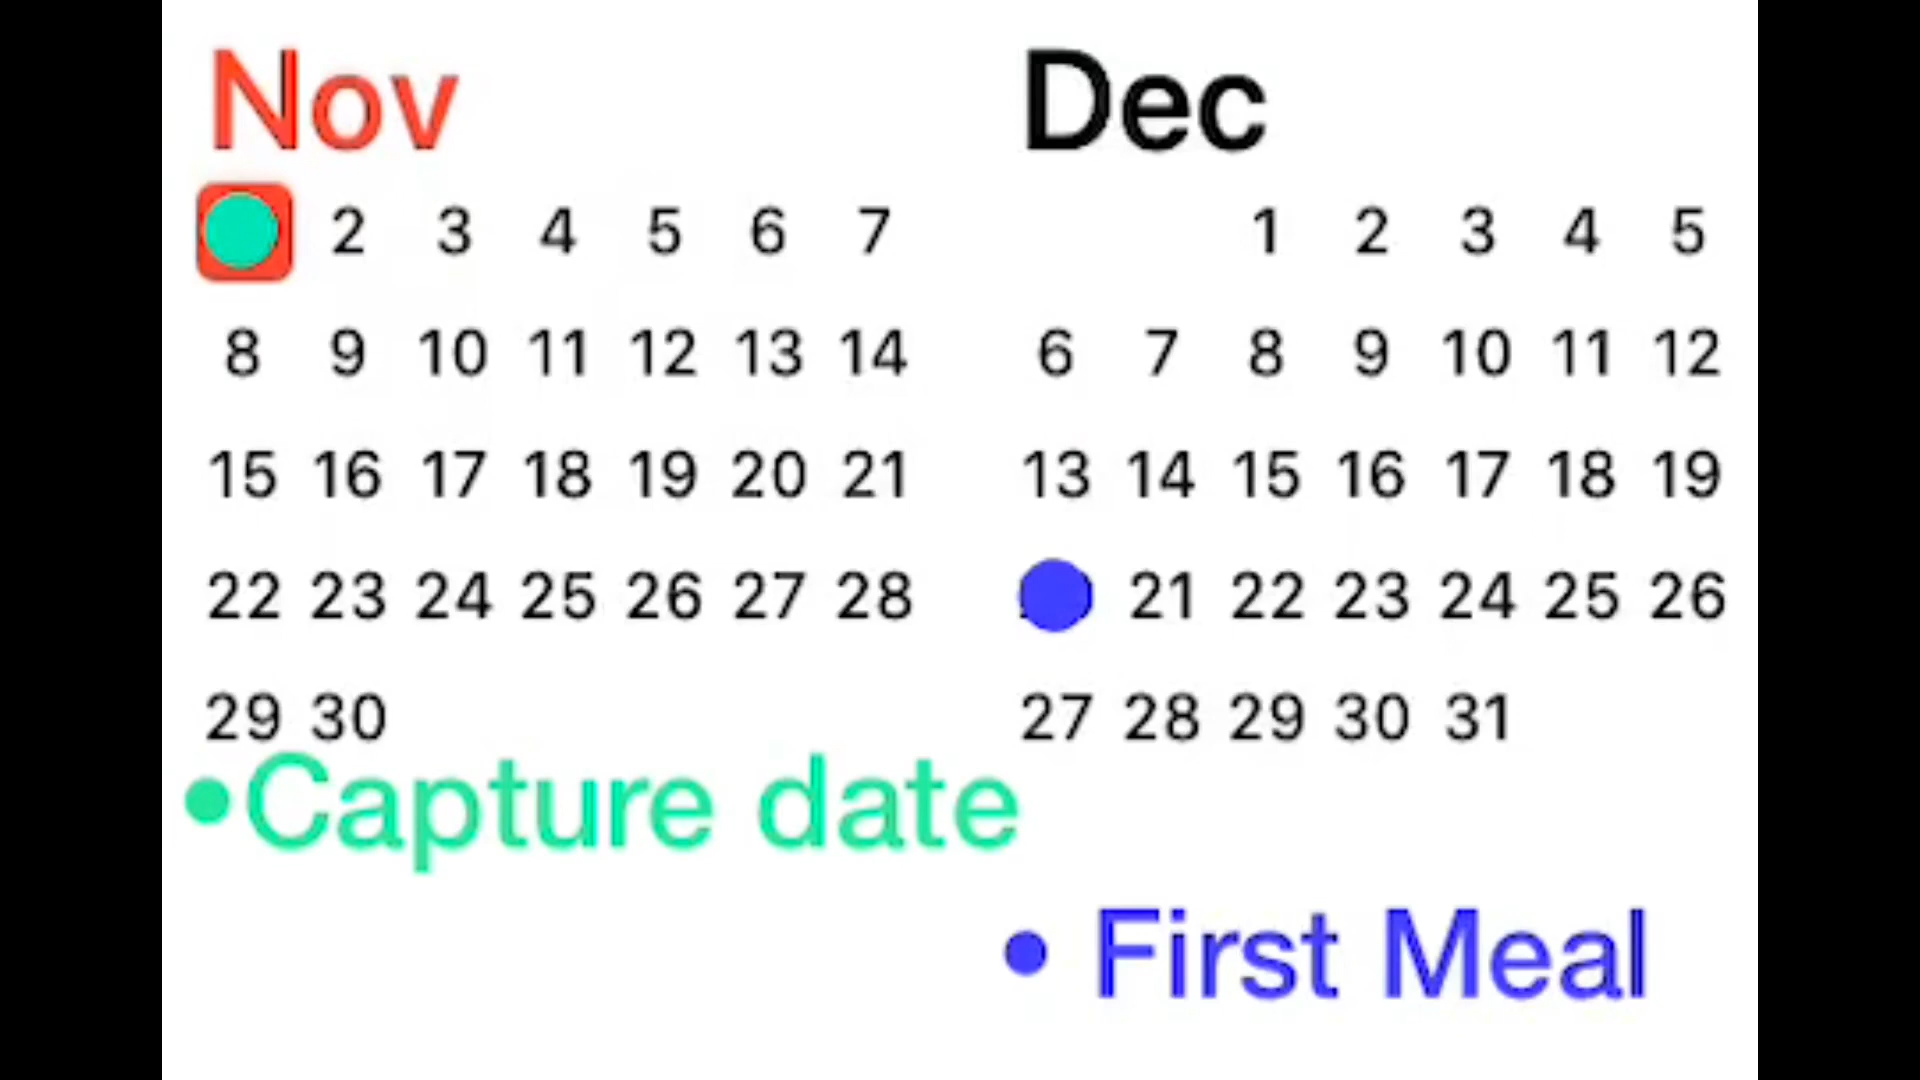 Nov
2 3 4 5 6 7
8 9 10 11 12 13 14
15 16 17 18 19 20 21
22 23 24 25 26 27 28
29 30
Dec
1 2 3 4 5
6 7 8 9 10 11 12
13 14 15 16 17 18 19
21 22 23 24 25 26
27 28 29 30 31
•Capture date
• First Meal